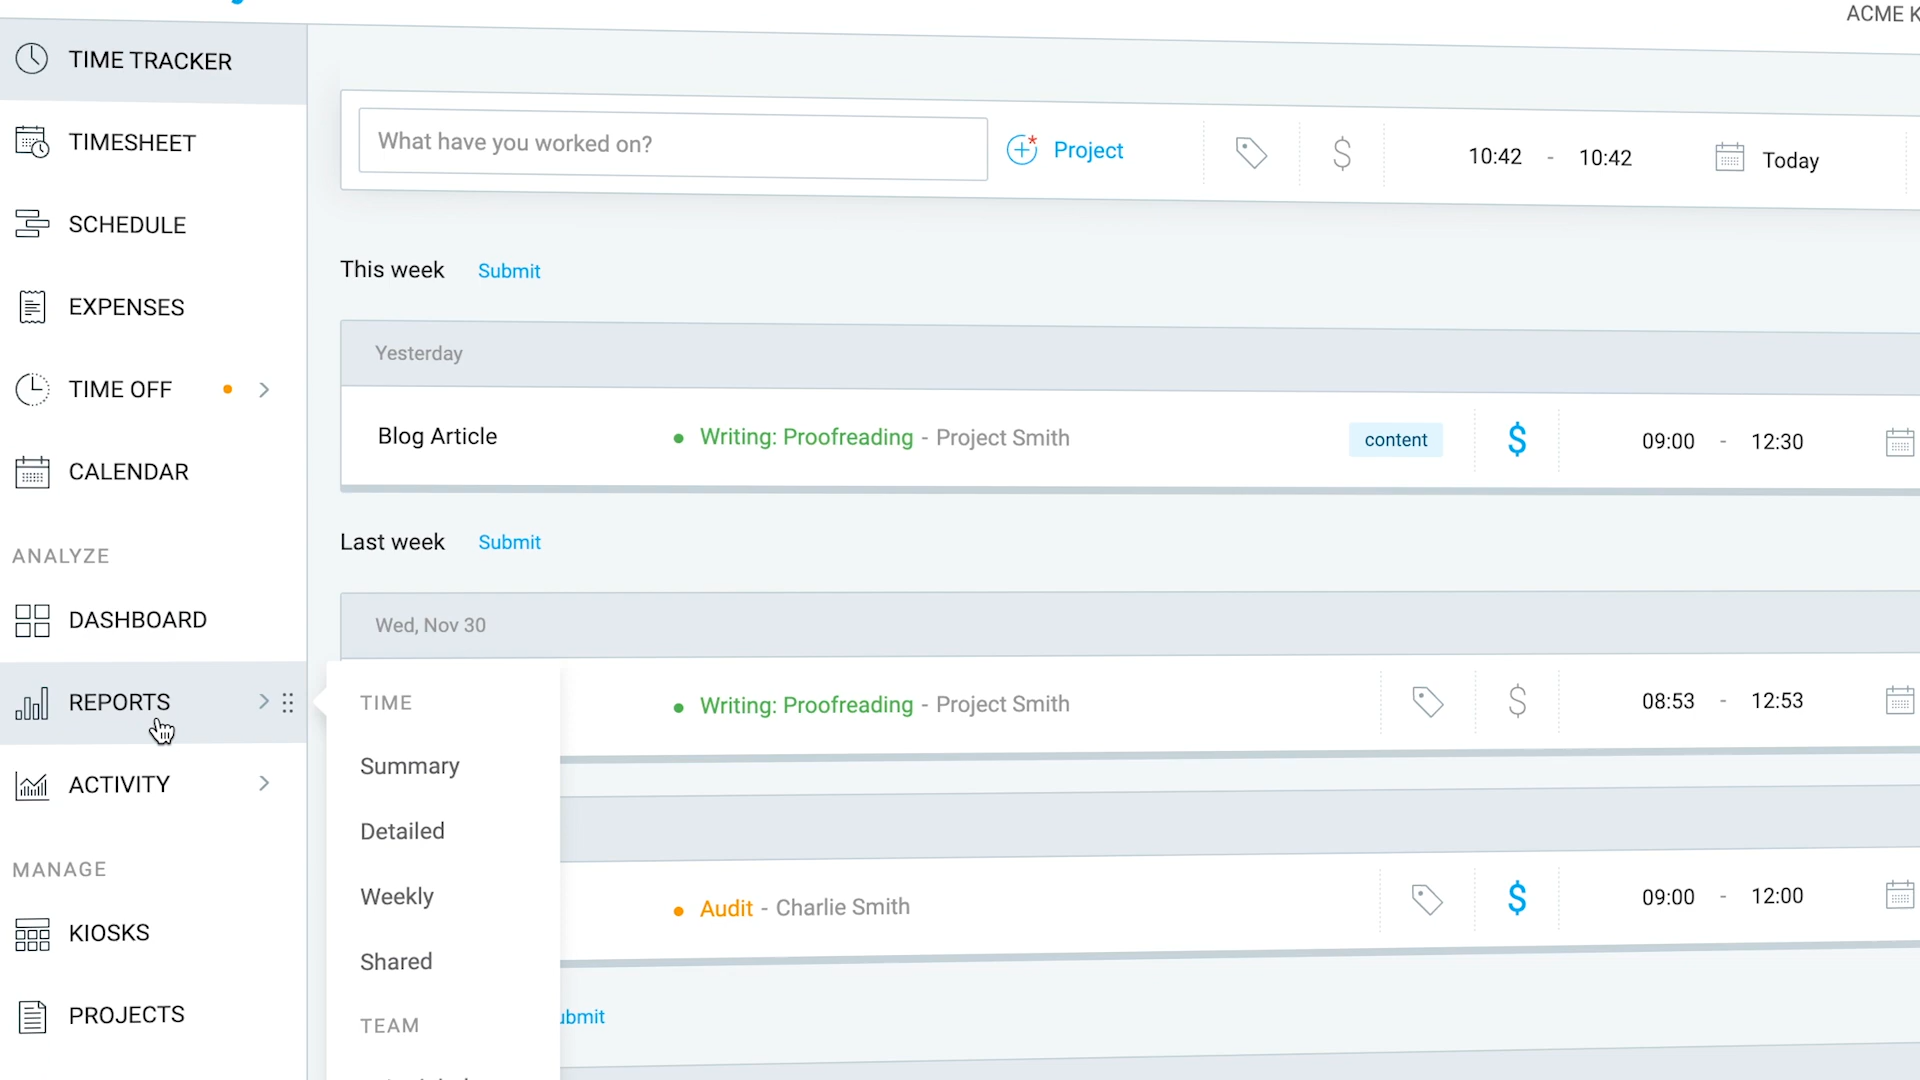 ACME K
TIME TRACKER
TIMESHEET
SCHEDULE
EXPENSES
TIME OFF
CALENDAR
ANALYZE
DASHBOARD
REPORTS
ACTIVITY
MANAGE
KIOSKS
PROJECTS
What have you worked on?
Project
$
10:42 - 10:42
Today
This week Submit
Yesterday
Blog Article Writing: Proofreading - Project Smith content $ 09:00 - 12:30
Last week Submit
Wed, Nov 30
Writing: Proofreading - Project Smith $ 08:53 - 12:53
Audit - Charlie Smith $ 09:00 - 12:00
ubmit
TIME
Summary
Detailed
Weekly
Shared
TEAM